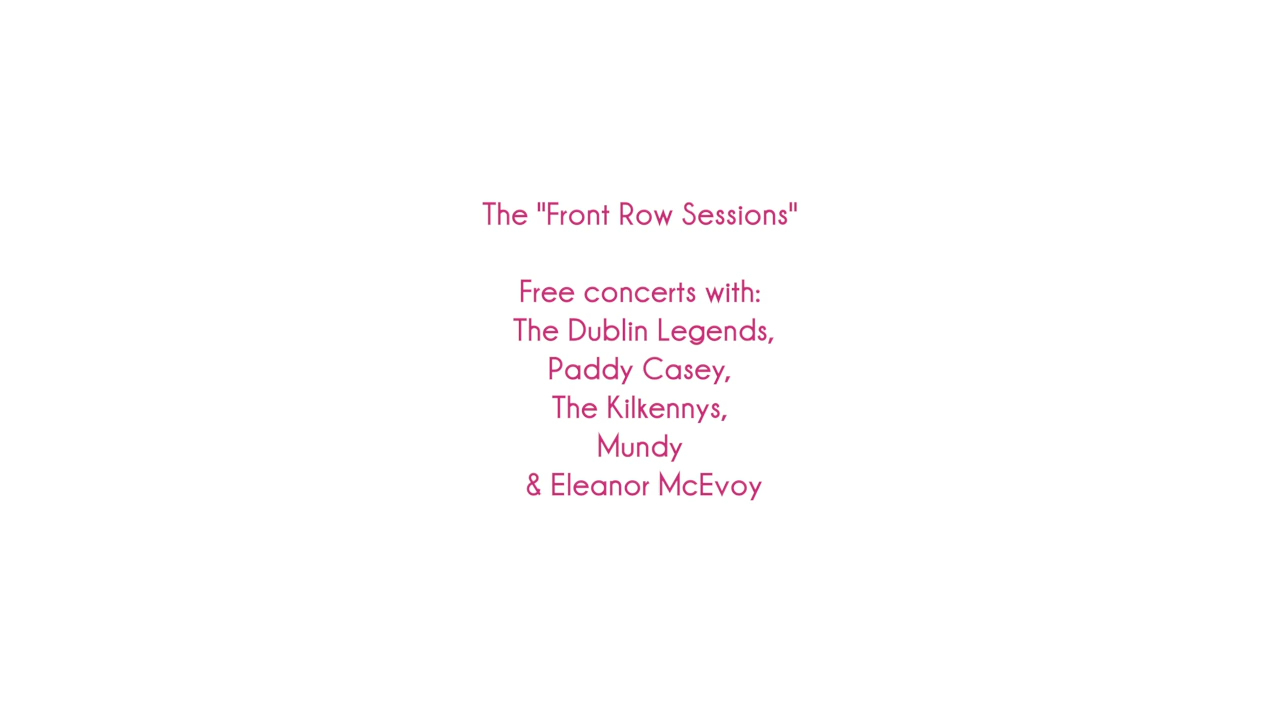 The "Front Row Sessions"
Free concerts with:
The Dublin Legends,
Paddy Casey,
The Kilkennys,
Mundy
& Eleanor McEvoy